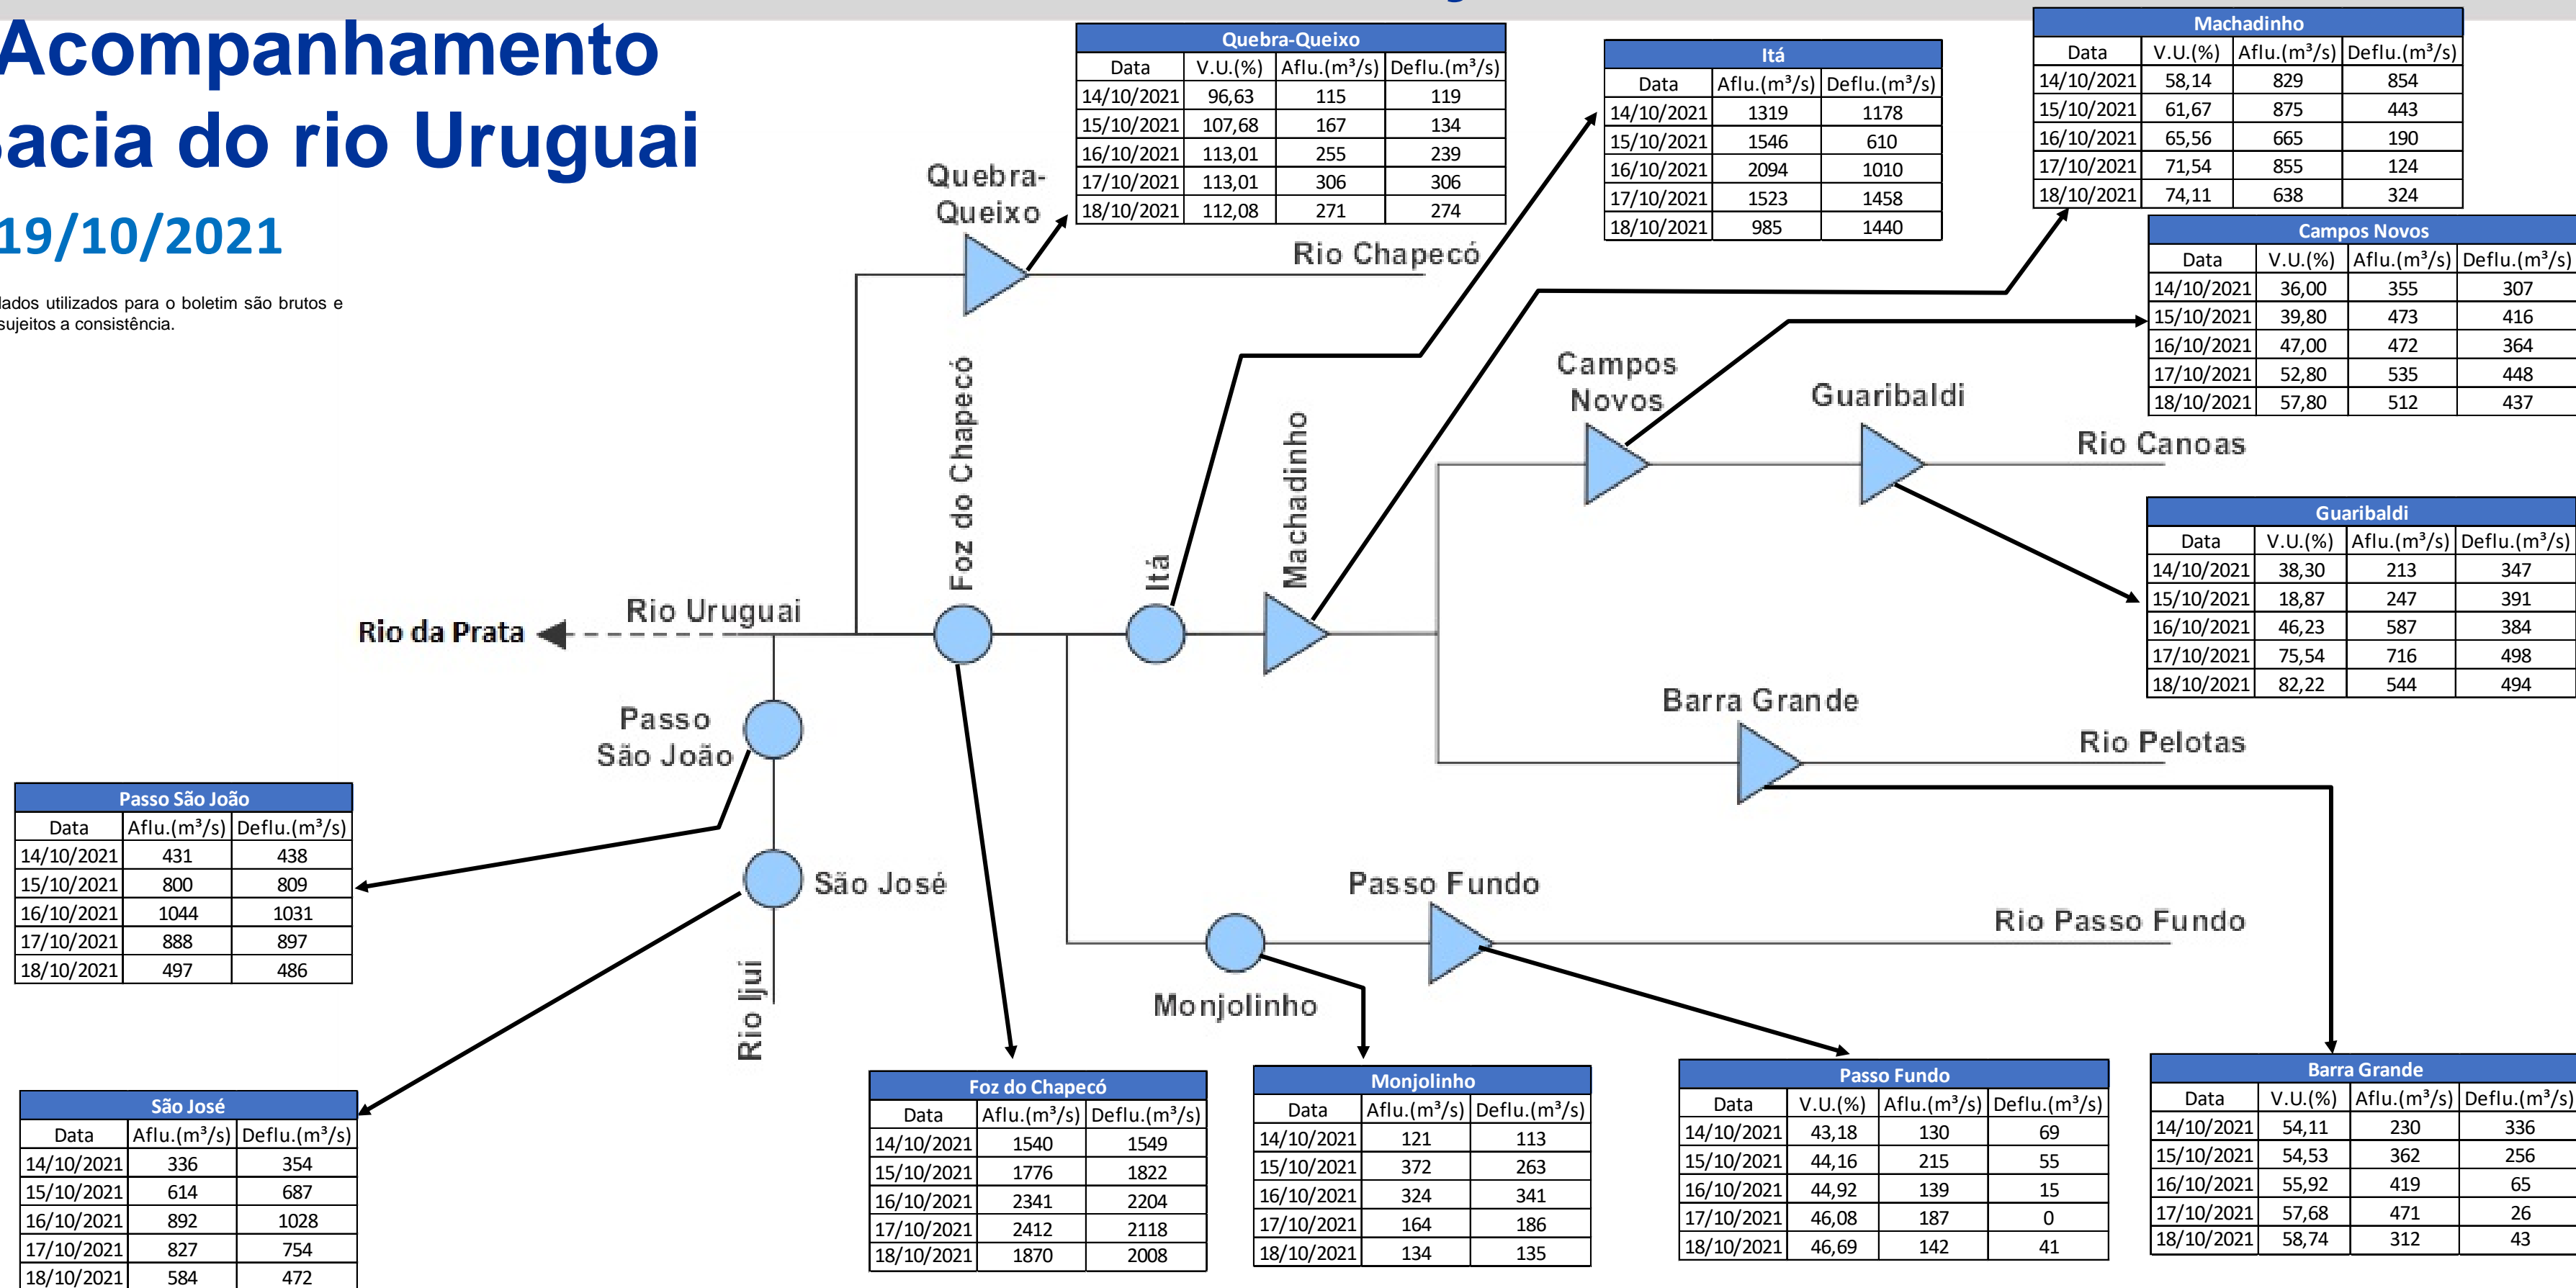 Acompanhamento
Bacia do rio Uruguai
19/10/2021
dados utilizados para o boletim são brutos e
sujeitos a consistência.
Quebra-Queixo
Data V.U.(%) Aflu.(m³/s) Deflu.(m³/s)
14/10/2021 96,63 115 119
15/10/2021 107,68 167 134
16/10/2021 113,01 255 239
17/10/2021 113,01 306 306
18/10/2021 112,08 271 274
Itá
Data Aflu.(m³/s) Deflu.(m³/s)
14/10/2021 1319 1178
15/10/2021 1546 610
16/10/2021 2094 1010
17/10/2021 1523 1458
18/10/2021 985 1440
Machadinho
Data V.U.(%) Aflu.(m³/s) Deflu.(m³/s)
14/10/2021 58,14 829 854
15/10/2021 61,67 875 443
16/10/2021 65,56 665 190
17/10/2021 71,54 855 124
18/10/2021 74,11 638 324
Campos Novos
Data V.U.(%) Aflu.(m³/s) Deflu.(m³/s)
14/10/2021 36,00 355 307
15/10/2021 39,80 473 416
16/10/2021 47,00 472 364
17/10/2021 52,80 535 448
18/10/2021 57,80 512 437
Guaribaldi
Data V.U.(%) Aflu.(m³/s) Deflu.(m³/s)
14/10/2021 38,30 213 347
15/10/2021 18,87 247 391
16/10/2021 46,23 587 384
17/10/2021 75,54 716 498
18/10/2021 82,22 544 494
Quebra-
Queixo
Rio Chapecó
Foz do Chapecó
Itá
Machadinho
Campos
Novos
Guaribaldi
Rio Canoas
Rio da Prata
Rio Uruguai
Barra Grande
Rio Pelotas
Passo
São João
São José
Rio Ijuí
Passo Fundo
Rio Passo Fundo
Monjolinho
Passo São João
Data Aflu.(m³/s) Deflu.(m³/s)
14/10/2021 431 438
15/10/2021 800 809
16/10/2021 1044 1031
17/10/2021 888 897
18/10/2021 497 486
São José
Data Aflu.(m³/s) Deflu.(m³/s)
14/10/2021 336 354
15/10/2021 614 687
16/10/2021 892 1028
17/10/2021 827 754
18/10/2021 584 472
Foz do Chapecó
Data Aflu.(m³/s) Deflu.(m³/s)
14/10/2021 1540 1549
15/10/2021 1776 1822
16/10/2021 2341 2204
17/10/2021 2412 2118
18/10/2021 1870 2008
Monjolinho
Data Aflu.(m³/s) Deflu.(m³/s)
14/10/2021 121 113
15/10/2021 372 263
16/10/2021 324 341
17/10/2021 164 186
18/10/2021 134 135
Passo Fundo
Data V.U.(%) Aflu.(m³/s) Deflu.(m³/s)
14/10/2021 43,18 130 69
15/10/2021 44,16 215 55
16/10/2021 44,92 139 15
17/10/2021 46,08 187 0
18/10/2021 46,69 142 41
Barra Grande
Data V.U.(%) Aflu.(m³/s) Deflu.(m³/s)
14/10/2021 54,11 230 336
15/10/2021 54,53 362 256
16/10/2021 55,92 419 65
17/10/2021 57,68 471 26
18/10/2021 58,74 312 43